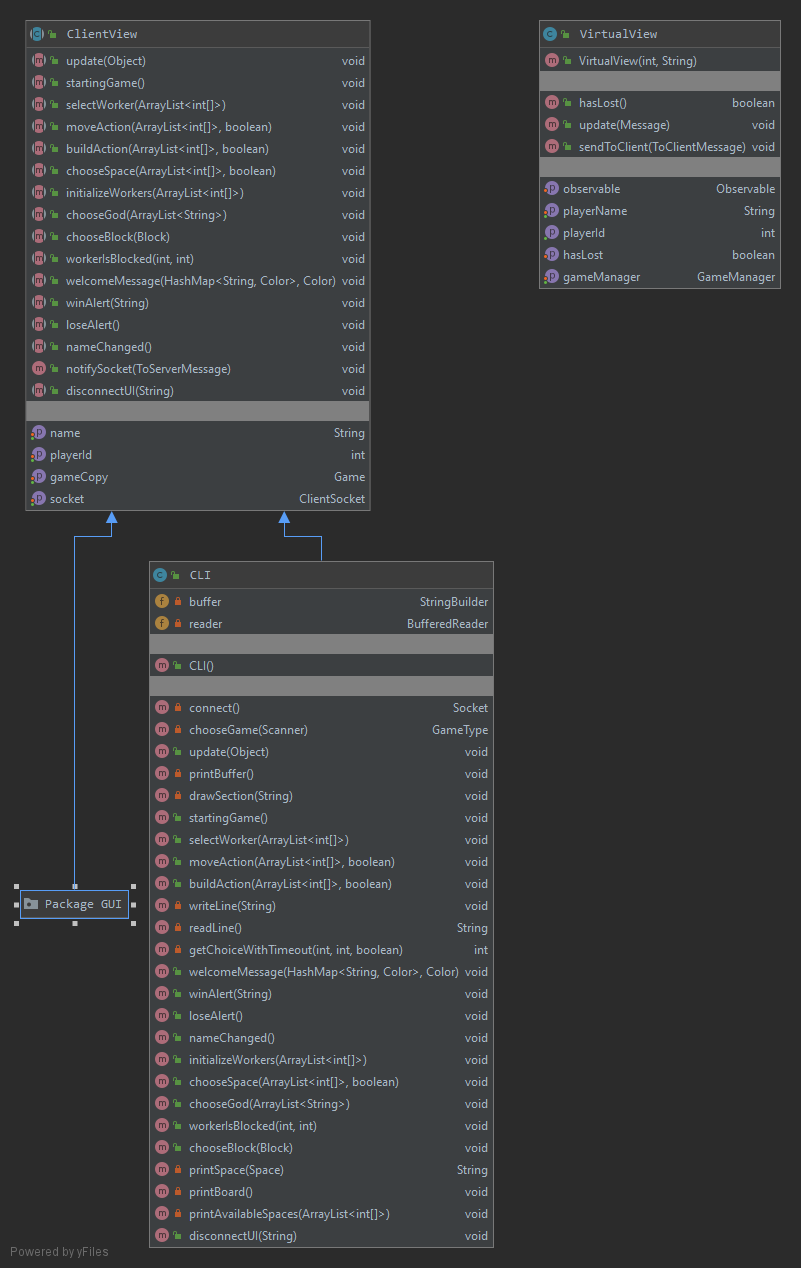 ClientView
update(Object) void
startingGame() void
selectWorker(ArrayList<int[]>) void
moveAction(ArrayList<int[]>, boolean) void
buildAction(ArrayList<int[]>, boolean) void
chooseSpace(ArrayList<int[]>, boolean) void
initializeWorkers(ArrayList<int[]>) void
chooseGod(ArrayList<String>) void
chooseBlock(Block) void
workerIsBlocked(int, int) void
welcomeMessage(HashMap<String, Color>, Color) void
winAlert(String) void
loseAlert() void
nameChanged() void
notifySocket(ToServerMessage) void
disconnectUI(String) void
name String
playerId int
gameCopy Game
socket ClientSocket
VirtualView
VirtualView(int, String)
hasLost() boolean
update(Message) void
sendToClient(ToClientMessage) void
observable Observable
playerName String
playerId int
hasLost boolean
gameManager GameManager
CLI
buffer StringBuilder
reader BufferedReader
CLI()
connect() Socket
chooseGame(Scanner) GameType
update(Object) void
printBuffer() void
drawSection(String) void
startingGame() void
selectWorker(ArrayList<int[]>) void
moveAction(ArrayList<int[]>, boolean) void
buildAction(ArrayList<int[]>, boolean) void
writeLine(String) void
readLine() String
getChoiceWithTimeout(int, int, boolean) int
welcomeMessage(HashMap<String, Color>, Color) void
winAlert(String) void
loseAlert() void
nameChanged() void
initializeWorkers(ArrayList<int[]>) void
chooseSpace(ArrayList<int[]>, boolean) void
chooseGod(ArrayList<String>) void
workerIsBlocked(int, int) void
chooseBlock(Block) void
printSpace(Space) String
printBoard() void
printAvailableSpaces(ArrayList<int[]>) void
disconnectUI(String) void
Package GUI
Powered by yFiles